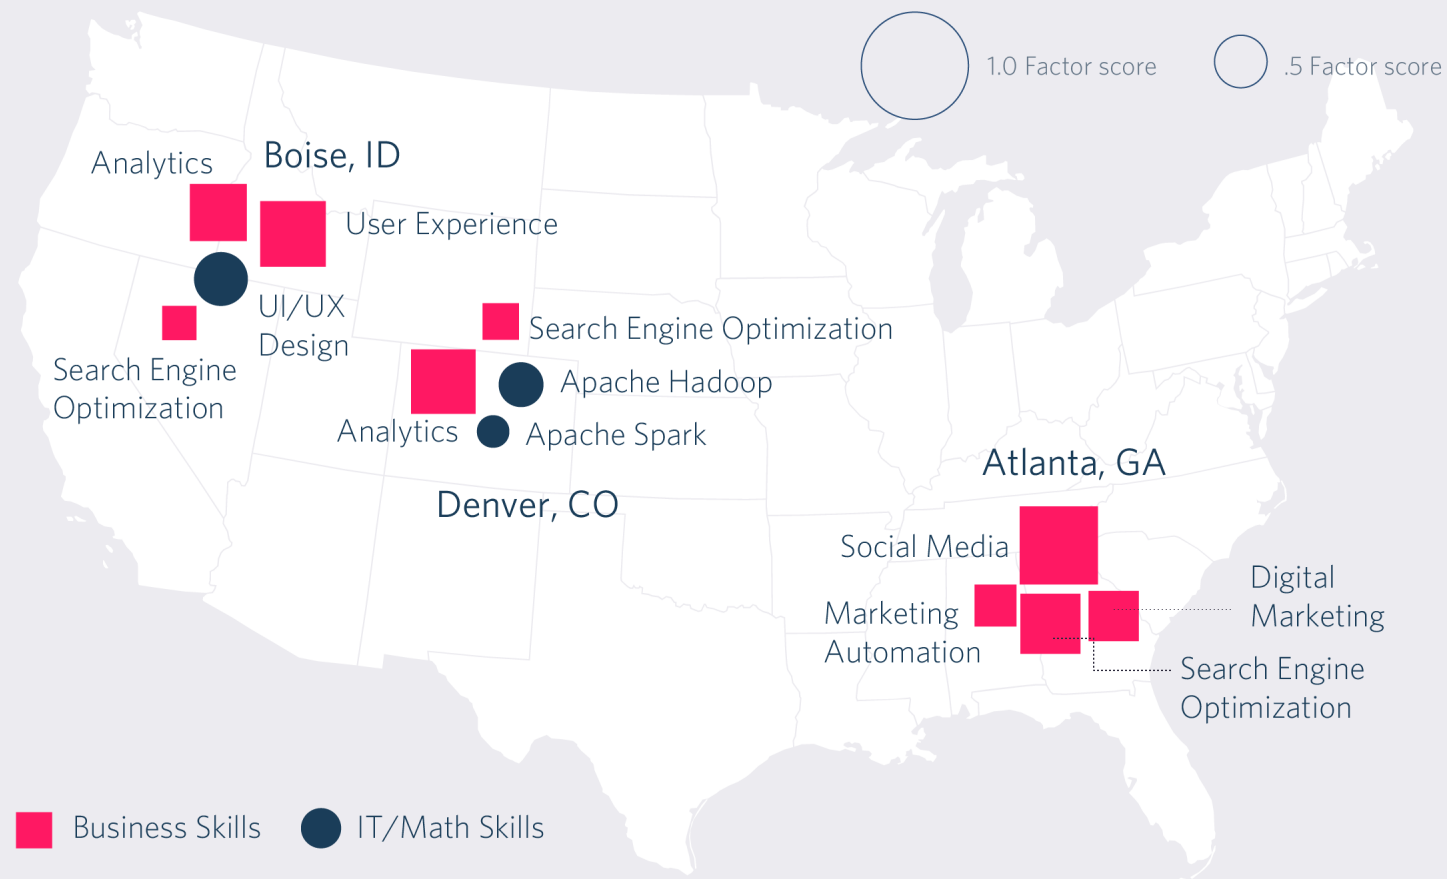 1.0 Factor score
.5 Factor score
Boise, ID
Analytics
User Experience
UI/UX
Design
Search Engine
Optimization
Search Engine Optimization
Apache Hadoop
Analytics
Apache Spark
Denver, CO
Atlanta, GA
Social Media
Digital
Marketing
Marketing
Automation
Search Engine
Optimization
Business Skills
IT/Math Skills